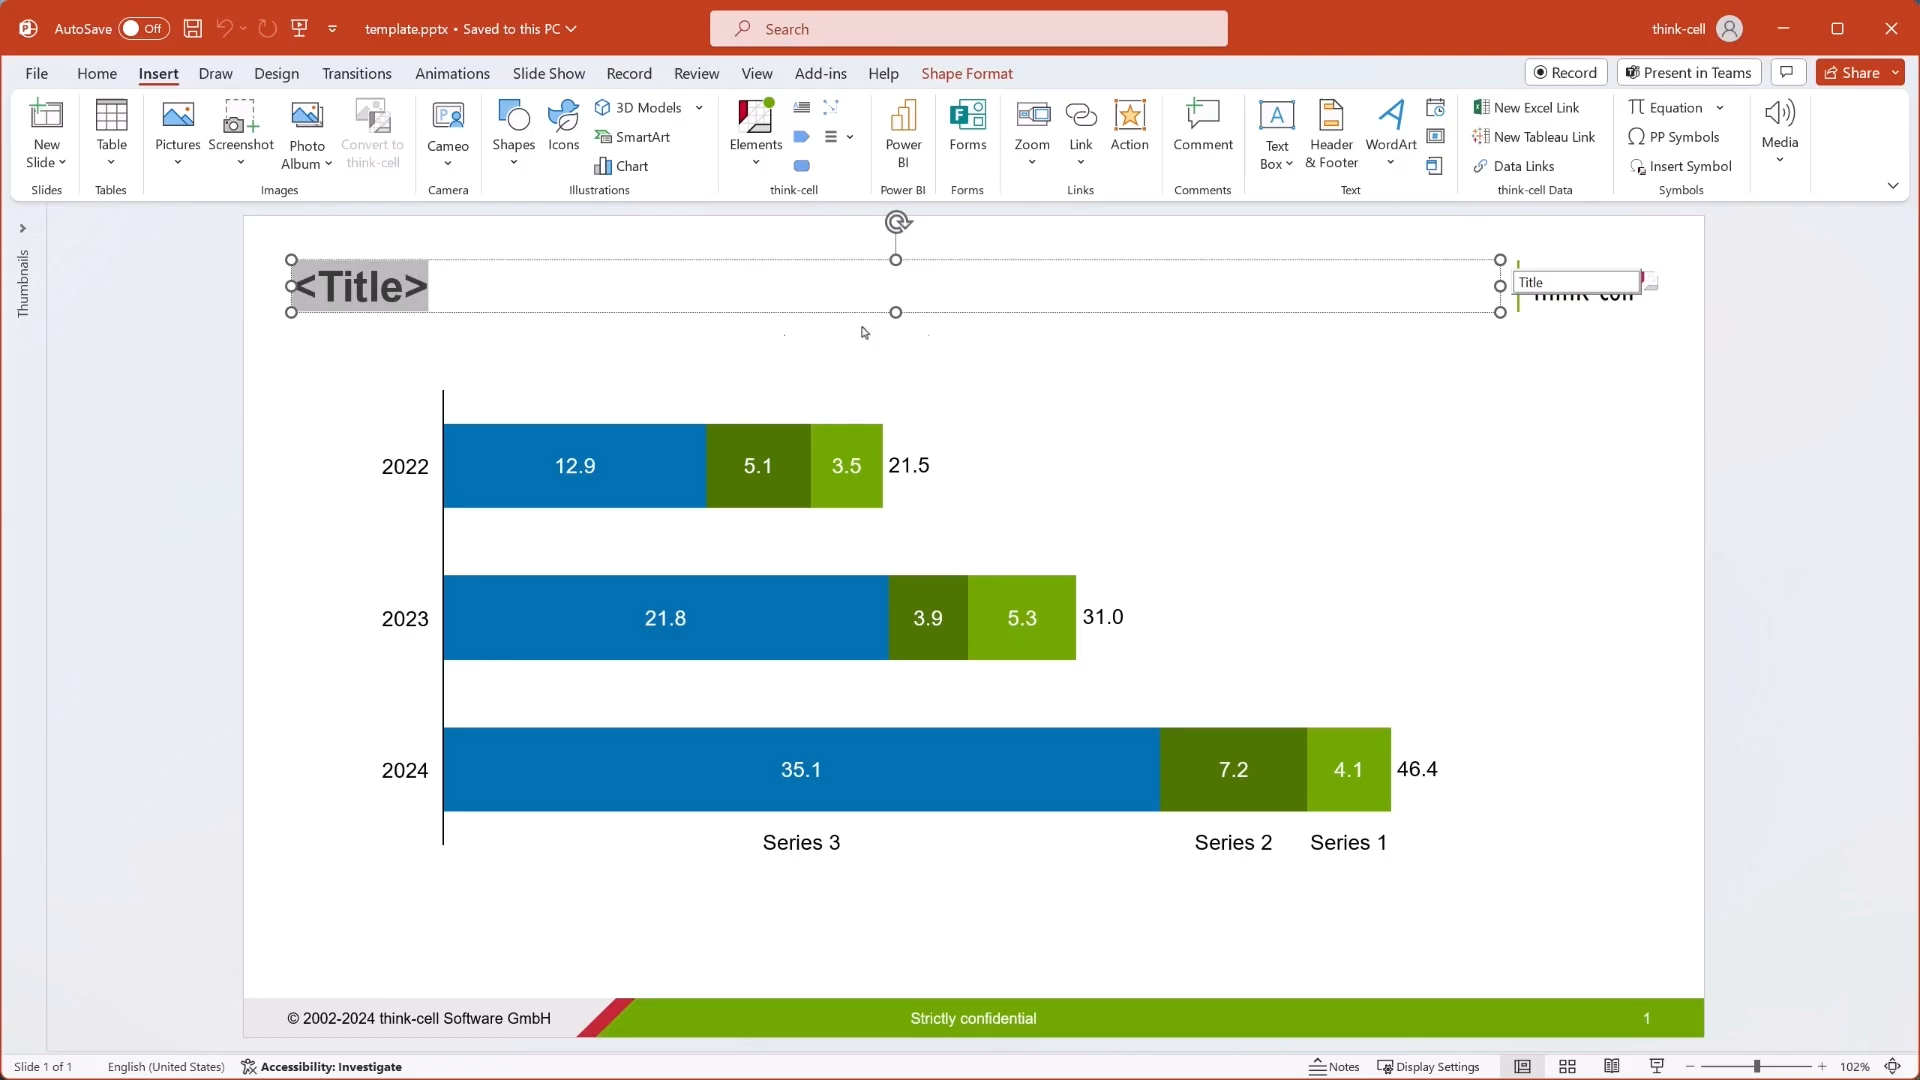 AutoSave Off template.pptx • Saved to this PC Search think-cell
File Home Insert Draw Design Transitions Animations Slide Show Record Review View Add-ins Help Shape Format Record Present in Teams Share
New Slide
Table
Pictures
Screenshot
Photo Album
Convert to think-cell
Cameo
Shapes
Icons
3D Models
SmartArt
Chart
Elements
Power BI
Forms
Zoom
Link
Action
Comment
Text Box
Header & Footer
WordArt
New Excel Link
New Tableau Link
Data Links
Equation
PP Symbols
Insert Symbol
Media
Slides Tables Images Camera Illustrations think-cell Power BI Forms Links Comments Text think-cell Data Symbols
Thumbnails
<Title>
Title
2022 12.9 5.1 3.5 21.5
2023 21.8 3.9 5.3 31.0
2024 35.1 7.2 4.1 46.4
Series 3 Series 2 Series 1
© 2002-2024 think-cell Software GmbH Strictly confidential 1
Slide 1 of 1 English (United States) Accessibility: Investigate Notes Display Settings 102%